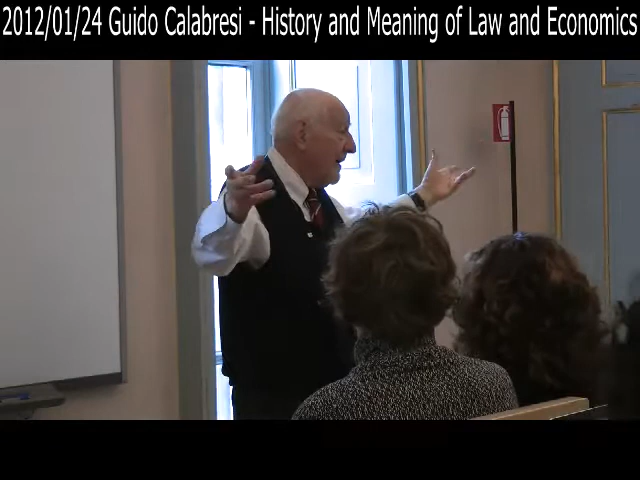 2012/01/24 Guido Calabresi - History and Meaning of Law and Economics